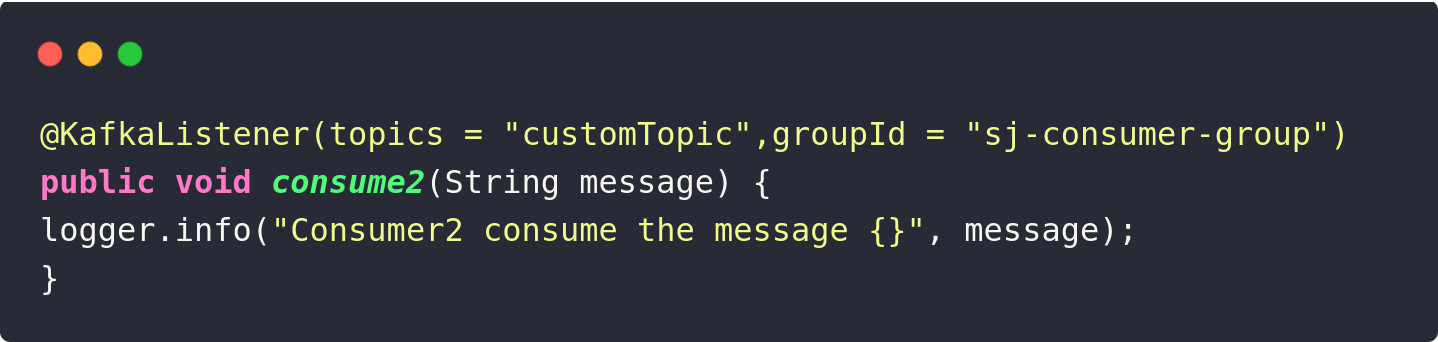 @KafkaListener(topics = "customTopic",groupId = "sj-consumer-group")
public void consume2(String message) {
logger.info("Consumer2 consume the message {}", message);
}